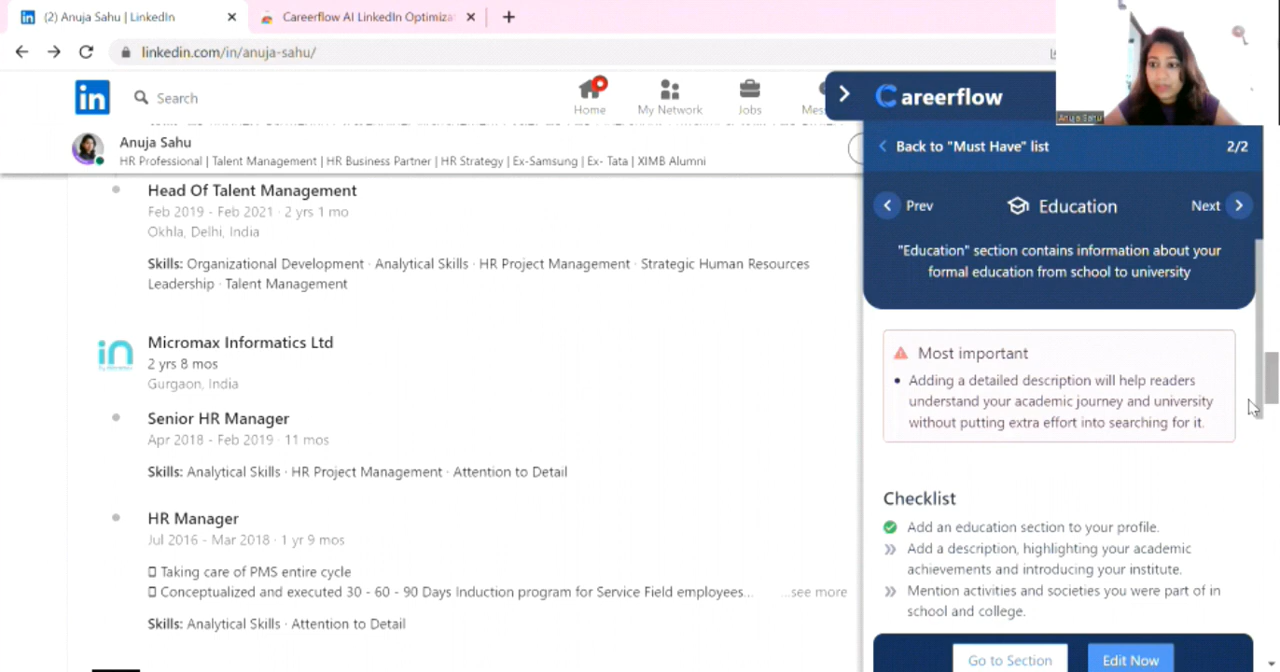 (2) Anuja Sahu | LinkedIn
Careerflow AI LinkedIn Optimiza
linkedin.com/in/anuja-sahu/
in
Search
Home
My Network
Jobs
Mes
Careerflow
Anuja Sahu
Anuja Sahu
HR Professional | Talent Management | HR Business Partner | HR Strategy | Ex-Samsung | Ex- Tata | XIMB Alumni
Head Of Talent Management
Feb 2019 - Feb 2021 · 2 yrs 1 mo
Okhla, Delhi, India
Skills: Organizational Development · Analytical Skills · HR Project Management · Strategic Human Resources
Leadership · Talent Management
in
Micromax Informatics Ltd
2 yrs 8 mos
Gurgaon, India
Senior HR Manager
Apr 2018 - Feb 2019 · 11 mos
Skills: Analytical Skills · HR Project Management · Attention to Detail
HR Manager
Jul 2016 - Mar 2018 · 1 yr 9 mos
Taking care of PMS entire cycle
Conceptualized and executed 30 - 60 - 90 Days Induction program for Service Field employees... ...see more
Skills: Analytical Skills · Attention to Detail
Back to "Must Have" list 2/2
Prev Education Next
"Education" section contains information about your
formal education from school to university
Most important
• Adding a detailed description will help readers
understand your academic journey and university
without putting extra effort into searching for it.
Checklist
Add an education section to your profile.
Add a description, highlighting your academic
achievements and introducing your institute.
Mention activities and societies you were part of in
school and college.
Go to Section Edit Now